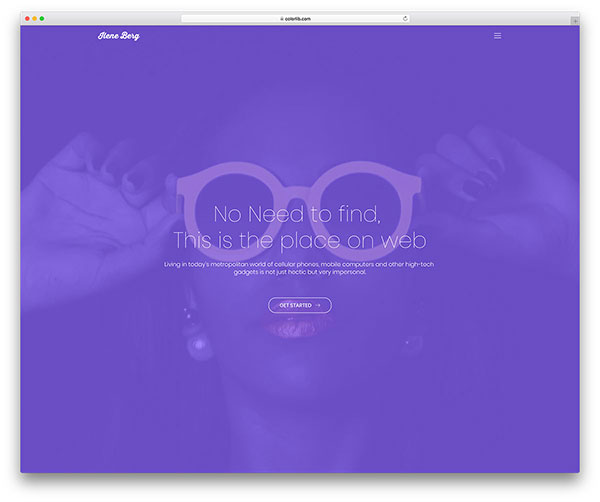 colorlib.com
Ilene Berg
No Need to find,
This is the place on web
Living in today's metropolitan world of cellular phones, mobile computers and other high-tech
gadgets is not just hectic but very impersonal.
GET STARTED →